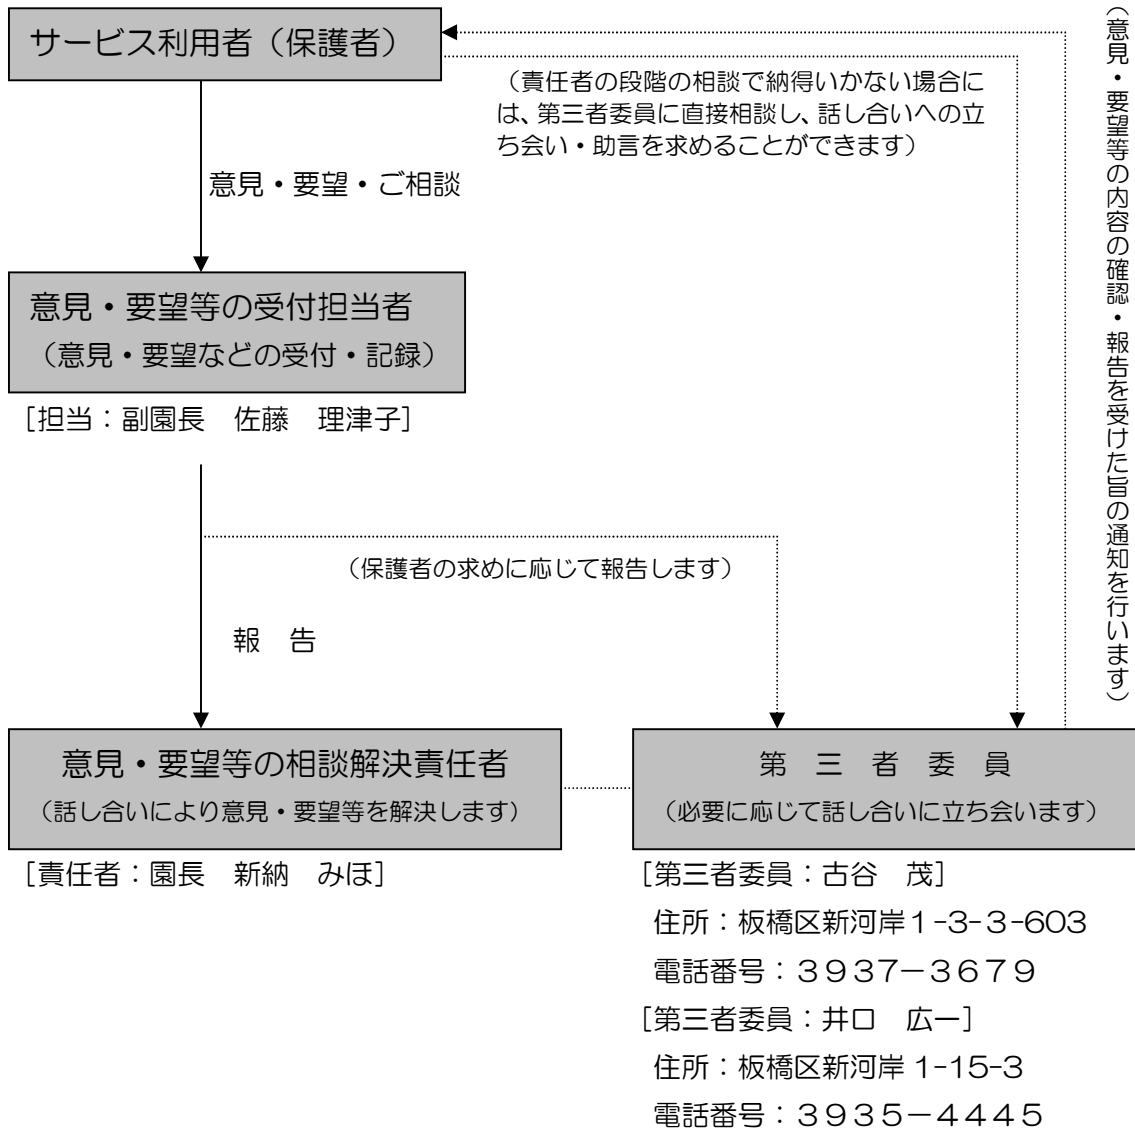 サービス利用者（保護者）
（責任者の段階の相談で納得いかない場合に
は、第三者委員に直接相談し、話し合いへの立
ち会い・助言を求めることができます）
（意見・要望等の内容の確認・報告を受けた旨の通知を行います）
意見・要望・ご相談
意見・要望等の受付担当者
（意見・要望などの受付・記録）
［担当：副園長　佐藤　理津子］
（保護者の求めに応じて報告します）
報　告
意見・要望等の相談解決責任者
（話し合いにより意見・要望等を解決します）
［責任者：園長　新納　みほ］
第　三　者　委　員
（必要に応じて話し合いに立ち会います）
［第三者委員：古谷　茂］
住所：板橋区新河岸１-3-３-603
電話番号：３９３７－３６７９
［第三者委員：井口　広一］
住所：板橋区新河岸 1-15-3
電話番号：３９３５－４４４５